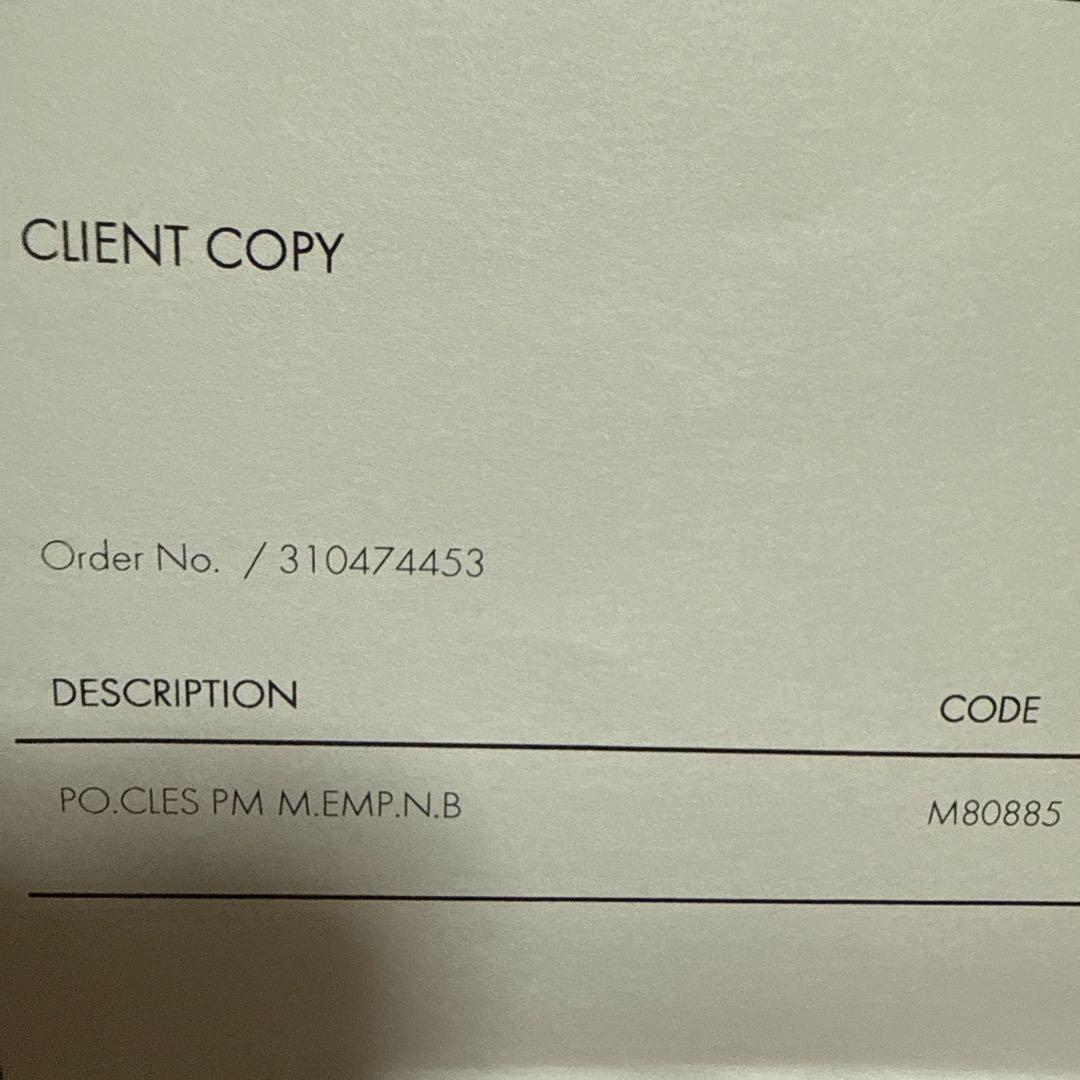 CLIENT COPY
Order No. / 310474453
DESCRIPTION CODE
PO.CLES PM M.EMP.N.B M80885